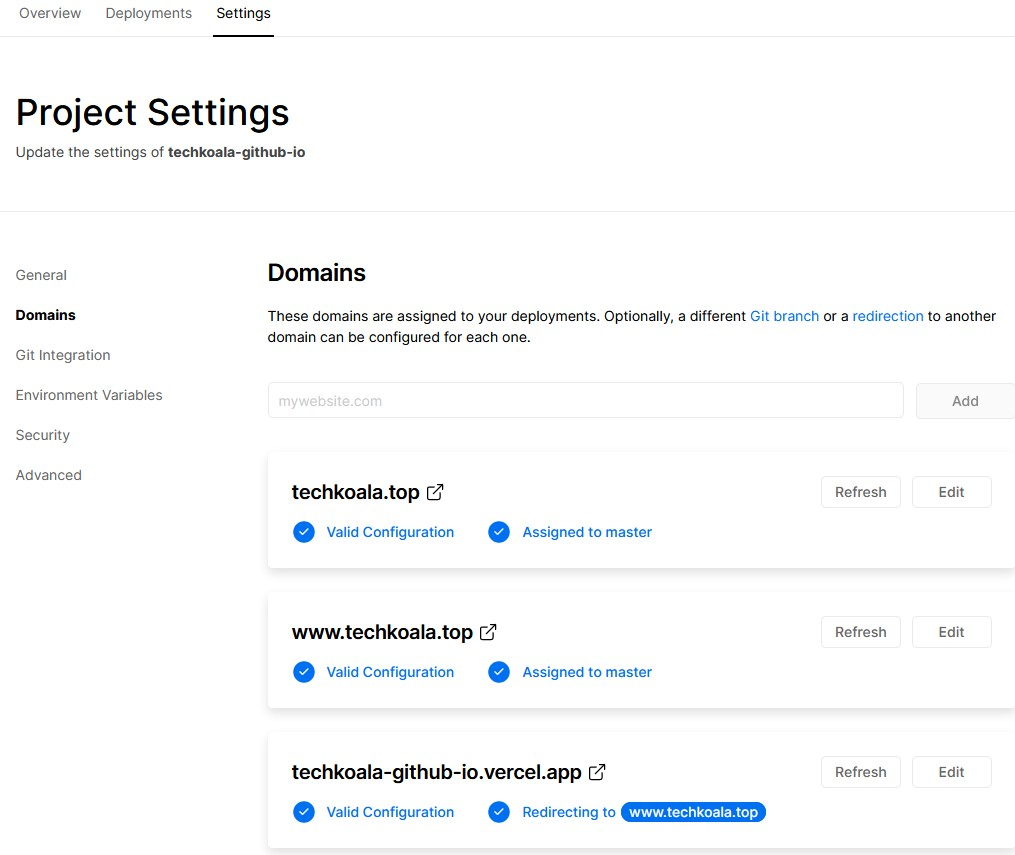 Overview Deployments Settings
Project Settings
Update the settings of techkoala-github-io
General
Domains
Git Integration
Environment Variables
Security
Advanced
Domains
These domains are assigned to your deployments. Optionally, a different Git branch or a redirection to another
domain can be configured for each one.
mywebsite.com Add
techkoala.top Refresh Edit
Valid Configuration Assigned to master
www.techkoala.top Refresh Edit
Valid Configuration Assigned to master
techkoala-github-io.vercel.app Refresh Edit
Valid Configuration Redirecting to www.techkoala.top